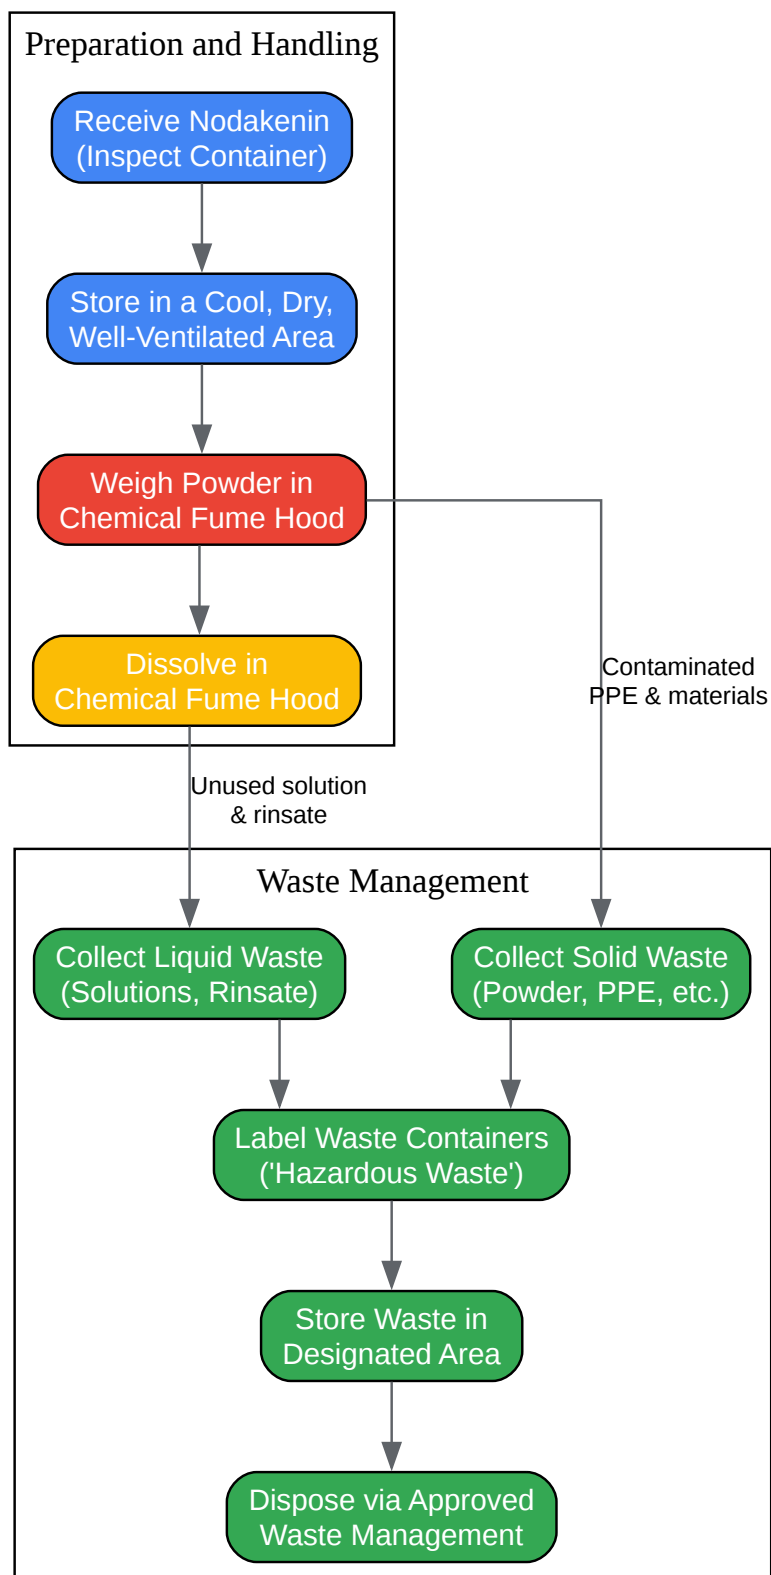 Preparation and Handling
Receive Nodakenin
(Inspect Container)
Store in a Cool, Dry,
Well-Ventilated Area
Weigh Powder in
Chemical Fume Hood
Dissolve in
Chemical Fume Hood
Contaminated
PPE & materials
Unused solution
& rinsate
Waste Management
Collect Liquid Waste
(Solutions, Rinsate)
Collect Solid Waste
(Powder, PPE, etc.)
Label Waste Containers
('Hazardous Waste')
Store Waste in
Designated Area
Dispose via Approved
Waste Management